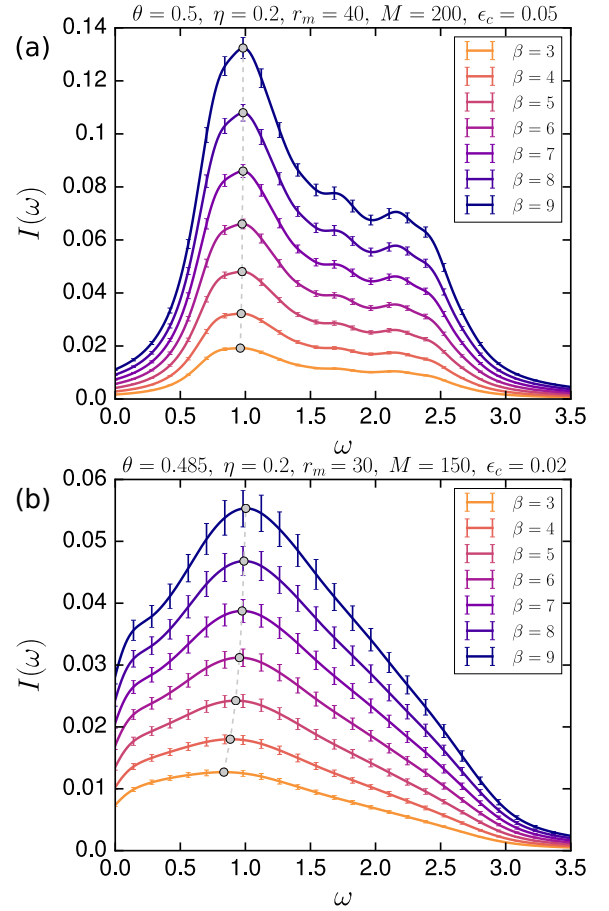 θ = 0.5, η = 0.2, r_m = 40, M = 200, ϵ_c = 0.05
(a)
0.14
0.12
0.1
0.08
0.06
0.04
0.02
0.0
I(ω)
β = 3
β = 4
β = 5
β = 6
β = 7
β = 8
β = 9
0.0 0.5 1.0 1.5 2.0 2.5 3.0 3.5
ω
θ = 0.485, η = 0.2, r_m = 30, M = 150, ϵ_c = 0.02
(b)
0.06
0.05
0.04
0.03
0.02
0.01
0.0
I(ω)
β = 3
β = 4
β = 5
β = 6
β = 7
β = 8
β = 9
0.0 0.5 1.0 1.5 2.0 2.5 3.0 3.5
ω